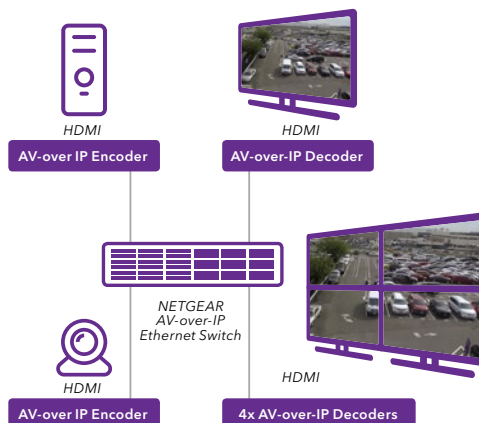 HDMI
AV-over IP Encoder
HDMI
AV-over-IP Decoder
NETGEAR
AV-over-IP
Ethernet Switch
HDMI
AV-over IP Encoder
HDMI
4x AV-over-IP Decoders